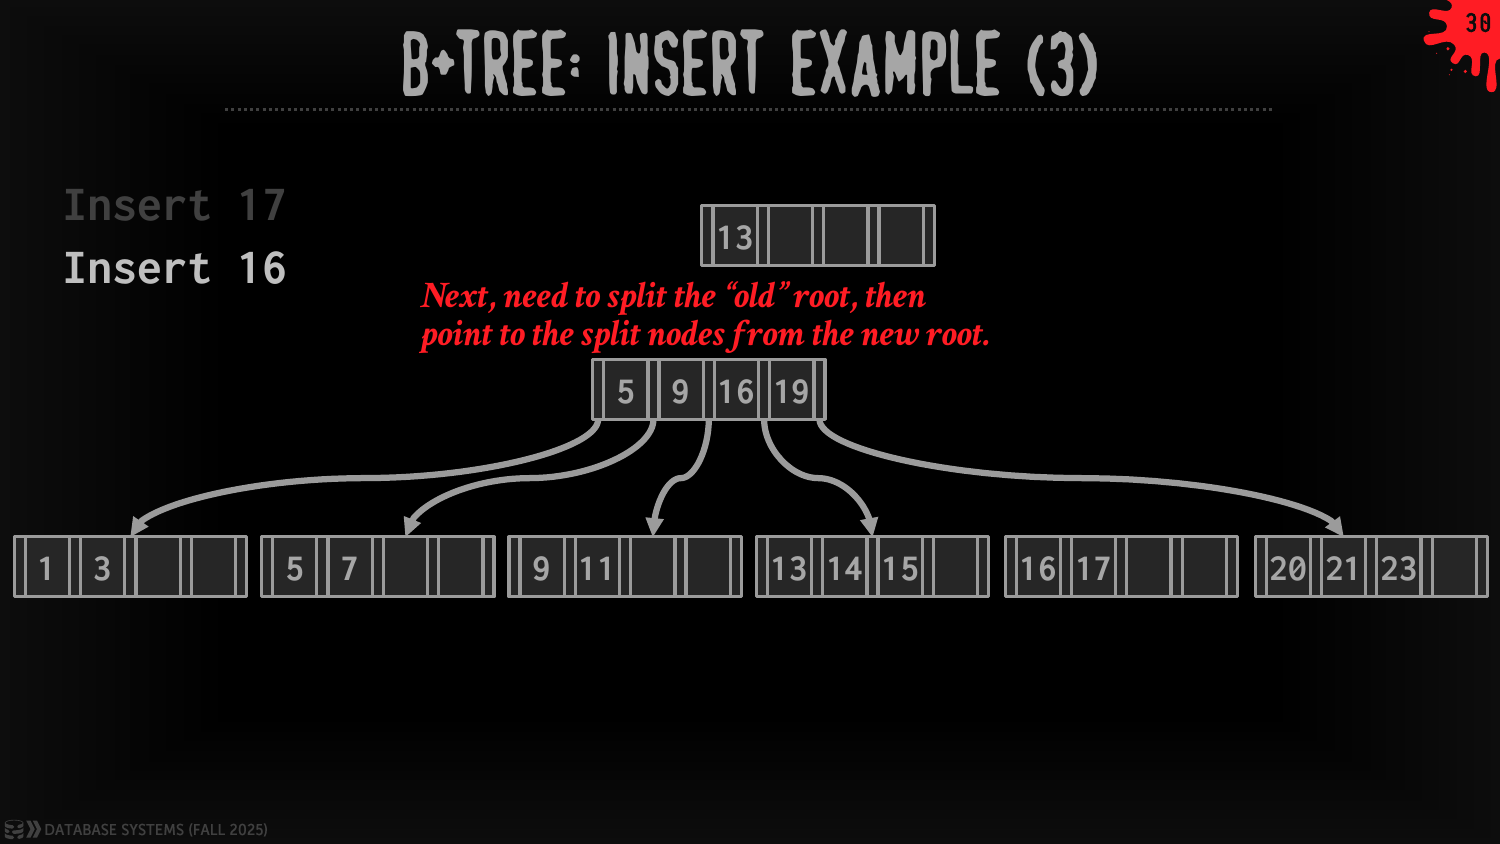 30
B+TREE: INSERT EXAMPLE (3)
Insert 17
Insert 16
13
Next, need to split the “old” root, then
point to the split nodes from the new root.
5 9 16 19
1 3
5 7
9 11
13 14 15
16 17
20 21 23
DATABASE SYSTEMS (FALL 2025)